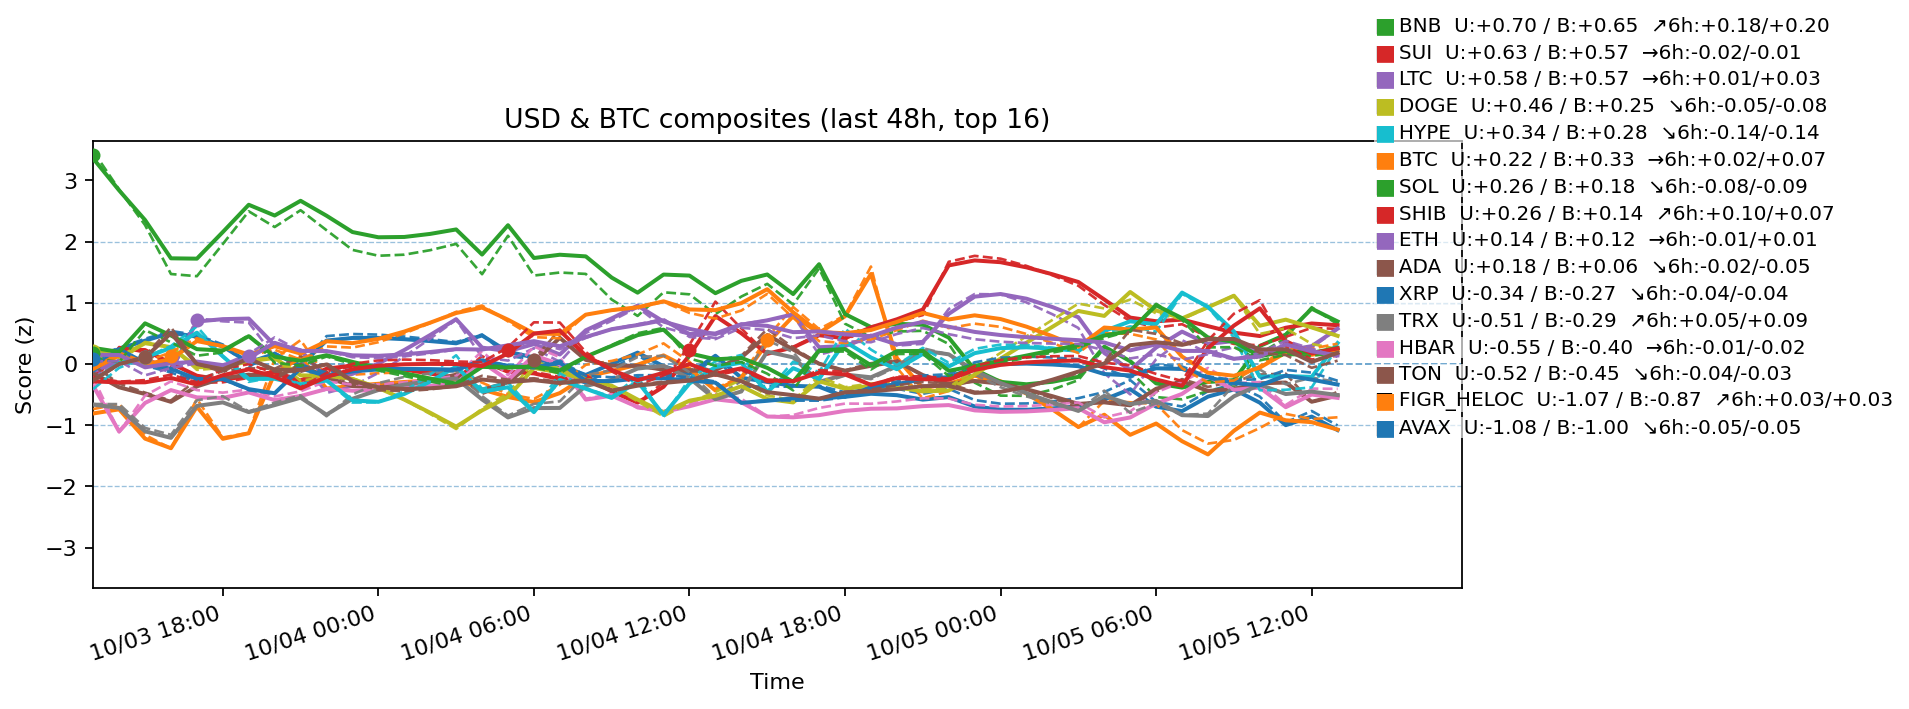 BNB  U:+0.70 / B:+0.65  ↗6h:+0.18/+0.20
SUI  U:+0.63 / B:+0.57  →6h:-0.02/-0.01
LTC  U:+0.58 / B:+0.57  →6h:+0.01/+0.03
DOGE  U:+0.46 / B:+0.25  ↘6h:-0.05/-0.08
HYPE  U:+0.34 / B:+0.28  ↘6h:-0.14/-0.14
BTC  U:+0.22 / B:+0.33  →6h:+0.02/+0.07
SOL  U:+0.26 / B:+0.18  ↘6h:-0.08/-0.09
SHIB  U:+0.26 / B:+0.14  ↗6h:+0.10/+0.07
ETH  U:+0.14 / B:+0.12  →6h:-0.01/+0.01
ADA  U:+0.18 / B:+0.06  ↘6h:-0.02/-0.05
XRP  U:-0.34 / B:-0.27  ↘6h:-0.04/-0.04
TRX  U:-0.51 / B:-0.29  ↗6h:+0.05/+0.09
HBAR  U:-0.55 / B:-0.40  →6h:-0.01/-0.02
TON  U:-0.52 / B:-0.45  ↘6h:-0.04/-0.03
FIGR_HELOC  U:-1.07 / B:-0.87  ↗6h:+0.03/+0.03
AVAX  U:-1.08 / B:-1.00  ↘6h:-0.05/-0.05
USD & BTC composites (last 48h, top 16)
Score (z)
3
2
1
0
−1
−2
−3
10/03 18:00
10/04 00:00
10/04 06:00
10/04 12:00
10/04 18:00
10/05 00:00
10/05 06:00
10/05 12:00
Time